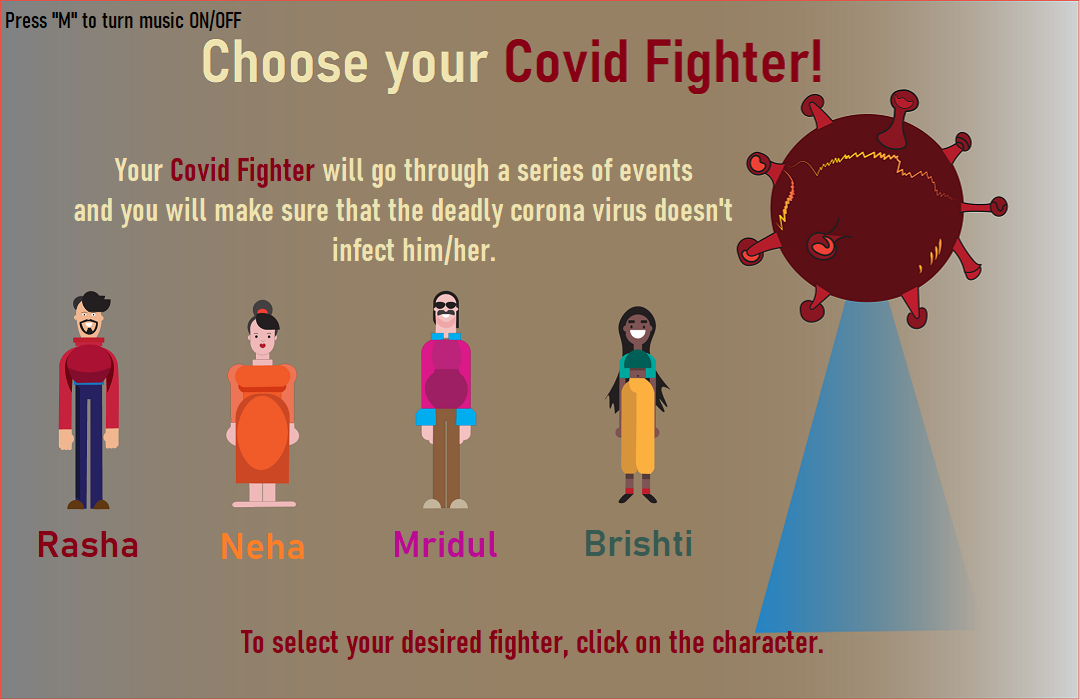 Press "M" to turn music ON/OFF
Choose your Covid Fighter!
Your Covid Fighter will go through a series of events
and you will make sure that the deadly corona virus doesn't
infect him/her.
Rasha
Neha
Mridul
Brishti
To select your desired fighter, click on the character.